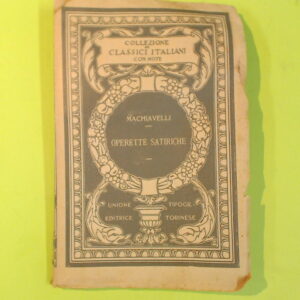 COLLEZIONE
DI
CLASSICI ITALIANI
CON NOTE
MACHIAVELLI
OPERETTE SATIRICHE
UNIONE TIPOGR.
EDITRICE TORINESE